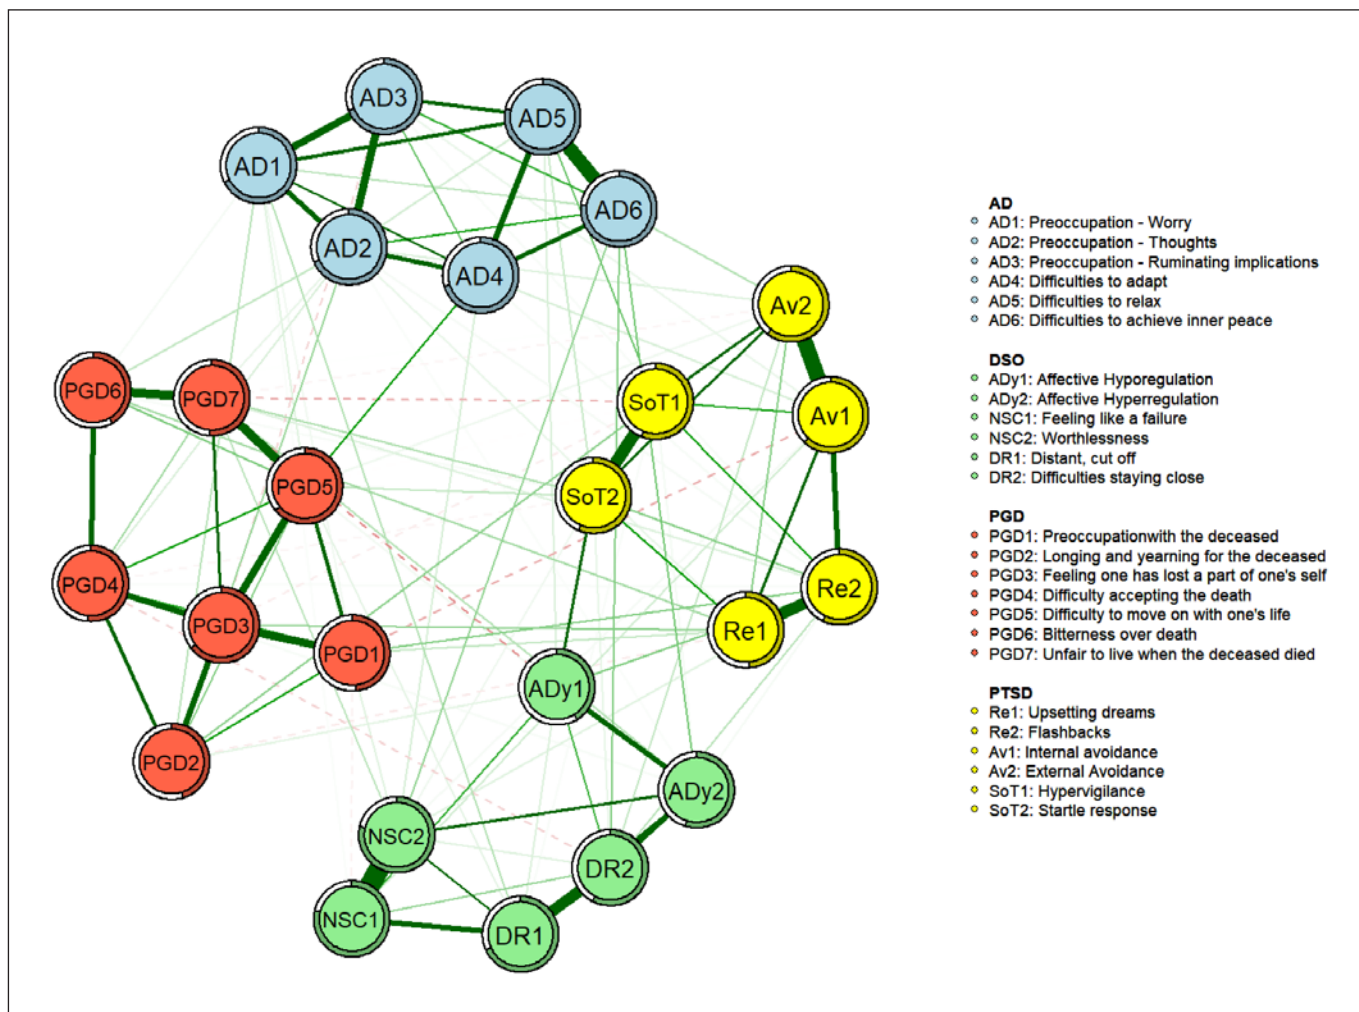 AD3
AD5
AD1
AD6
AD2
AD4
Av2
PGD6
PGD7
SoT1
Av1
PGD5
SoT2
PGD4
Re2
PGD3
Re1
PGD1
ADy1
PGD2
ADy2
NSC2
DR2
NSC1
DR1
AD
AD1: Preoccupation - Worry
AD2: Preoccupation - Thoughts
AD3: Preoccupation - Ruminating implications
AD4: Difficulties to adapt
AD5: Difficulties to relax
AD6: Difficulties to achieve inner peace
DSO
ADy1: Affective Hyporegulation
ADy2: Affective Hyperregulation
NSC1: Feeling like a failure
NSC2: Worthlessness
DR1: Distant, cut off
DR2: Difficulties staying close
PGD
PGD1: Preoccupationwith the deceased
PGD2: Longing and yearning for the deceased
PGD3: Feeling one has lost a part of one's self
PGD4: Difficulty accepting the death
PGD5: Difficulty to move on with one's life
PGD6: Bitterness over death
PGD7: Unfair to live when the deceased died
PTSD
Re1: Upsetting dreams
Re2: Flashbacks
Av1: Internal avoidance
Av2: External Avoidance
SoT1: Hypervigilance
SoT2: Startle response